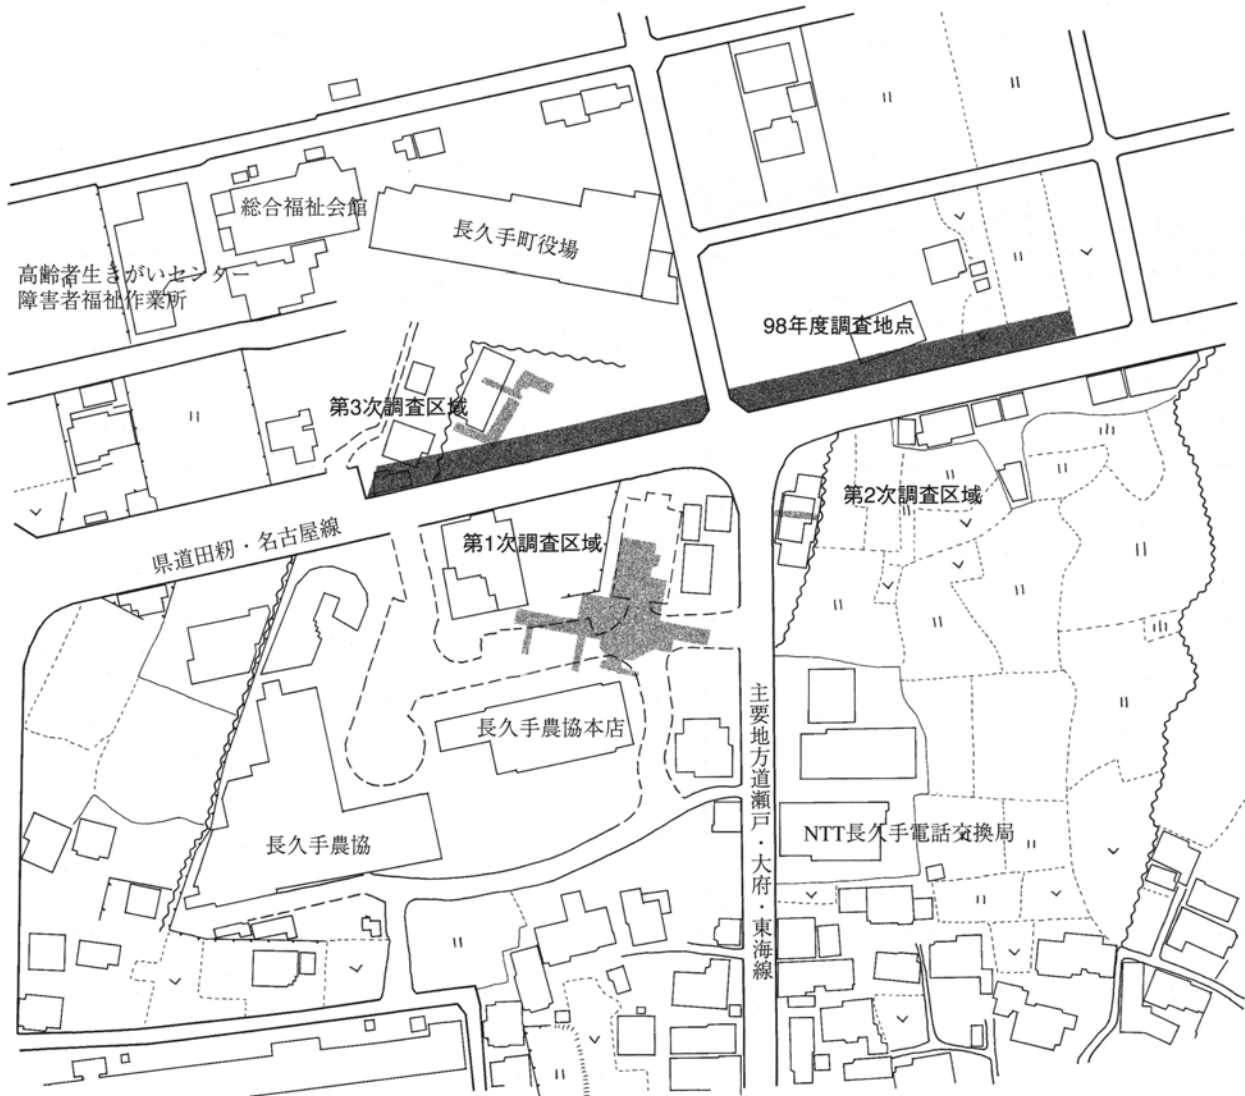 総合福祉会館
長久手町役場
高齢者生きがいセンター
障害者福祉作業所
98年度調査地点
第3次調査区域
第2次調査区域
県道田籾・名古屋線
第1次調査区域
長久手農協本店
主要地方道瀬戸・大府・東海線
長久手農協
NTT長久手電話交換局